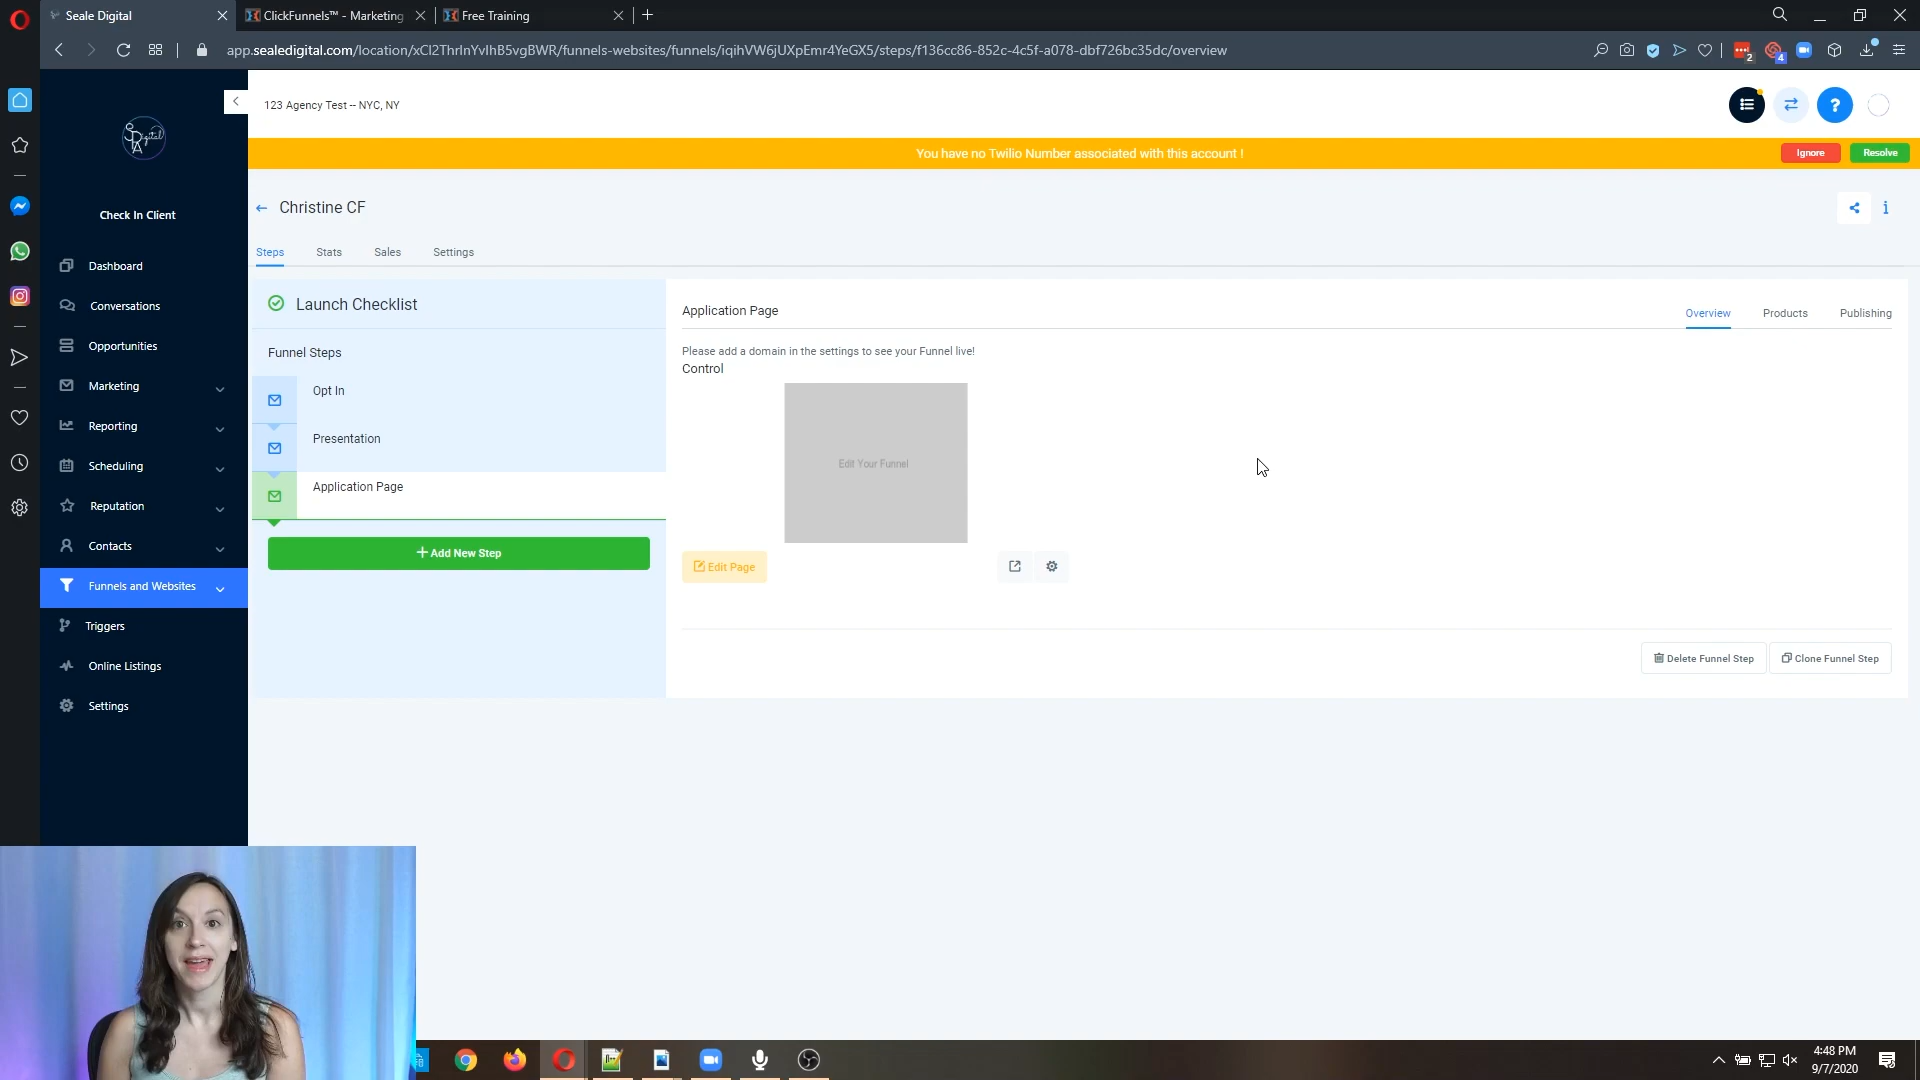 Seale Digital
ClickFunnels™ - Marketing
Free Training
app.sealedigital.com/location/xCl2ThrInYvIhB5vgBWR/funnels-websites/funnels/iqihVW6jUXpEmr4YeGX5/steps/f136cc86-852c-4c5f-a078-dbf726bc35dc/overview
2
4
123 Agency Test -- NYC, NY
You have no Twilio Number associated with this account !
Ignore
Resolve
Check In Client
Dashboard
Conversations
Opportunities
Marketing
Reporting
Scheduling
Reputation
Contacts
Funnels and Websites
Triggers
Online Listings
Settings
Christine CF
Steps
Stats
Sales
Settings
Launch Checklist
Funnel Steps
Opt In
Presentation
Application Page
+ Add New Step
Application Page
Overview
Products
Publishing
Please add a domain in the settings to see your Funnel live!
Control
Edit Your Funnel
Edit Page
Delete Funnel Step
Clone Funnel Step
4:48 PM
9/7/2020